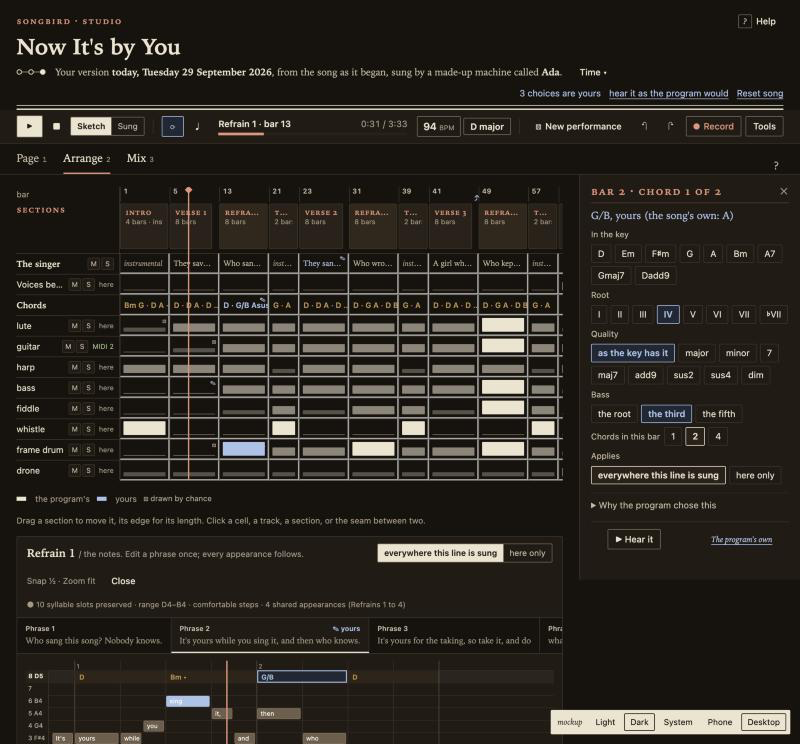 SONGBIRD • STUDIO
? Help
Now It's by You
Your version today, Tuesday 29 September 2026, from the song as it began, sung by a made-up machine called Ada. Time
3 choices are yours hear it as the program would Reset song
Sketch Song
Refrain 1 · bar 13 0:31 / 3:33
94 BPM D major
New performance
Record Tools
Page 1 Arrange 2 Mix 3 ?
bar 1 5 13 21 23 39 41 49 57
SECTIONS
INTRO VERSE 1 REFRA... T... VERSE 2 REFRA... T... VERSE 3 REFRA... T...
4 bars · ins 8 bars 8 bars 2 bar 8 bars 8 bars 2 bar 8 bars 8 bars 2 bar
The singer M S instrumental They sav... Who san... inst... They san... Who wro... inst... A girl wh... Who kep... inst...
Voices be... M S here
Chords Bm G · D A · D · D A · D ... D · G/B Asus G · A D · D A · D ... D · G A · D B G · A D · D A · D ... D · G A · D B G · A
lute M S here
guitar M S MIDI 2
harp M S here
bass M S here
fiddle M S here
whistle M S here
frame drum M S here
drone M S here
the program's yours drawn by chance
Drag a section to move it, its edge for its length. Click a cell, a track, a section, or the seam between two.
Refrain 1 / the notes. Edit a phrase once; every appearance follows.
everywhere this line is sung here only
Snap ½ · Zoom fit Close
10 syllable slots preserved · range D4–B4 · comfortable steps · 4 shared appearances (Refrains 1 to 4)
Phrase 1
Who sang this song? Nobody knows.
Phrase 2 yours
It's yours while you sing it, and then who knows.
Phrase 3
It's yours for the taking, so take it, and do
Phra
wha
1 2
8 D5 D Bm G/B D
7
6 B4 sing
5 A4 it, then
4 G4 you
3 F#4 It's yours while and who
BAR 2 • CHORD 1 OF 2
G/B, yours (the song's own: A)
In the key
D Em F#m G A Bm A7
Gmaj7 Dadd9
Root
I II III IV V VI VII ♭VII
Quality
as the key has it major minor 7
maj7 add9 sus2 sus4 dim
Bass
the root the third the fifth
Chords in this bar 1 2 4
Applies
everywhere this line is sung here only
Why the program chose this
Hear it The program's own
mockup Light Dark System Phone Desktop